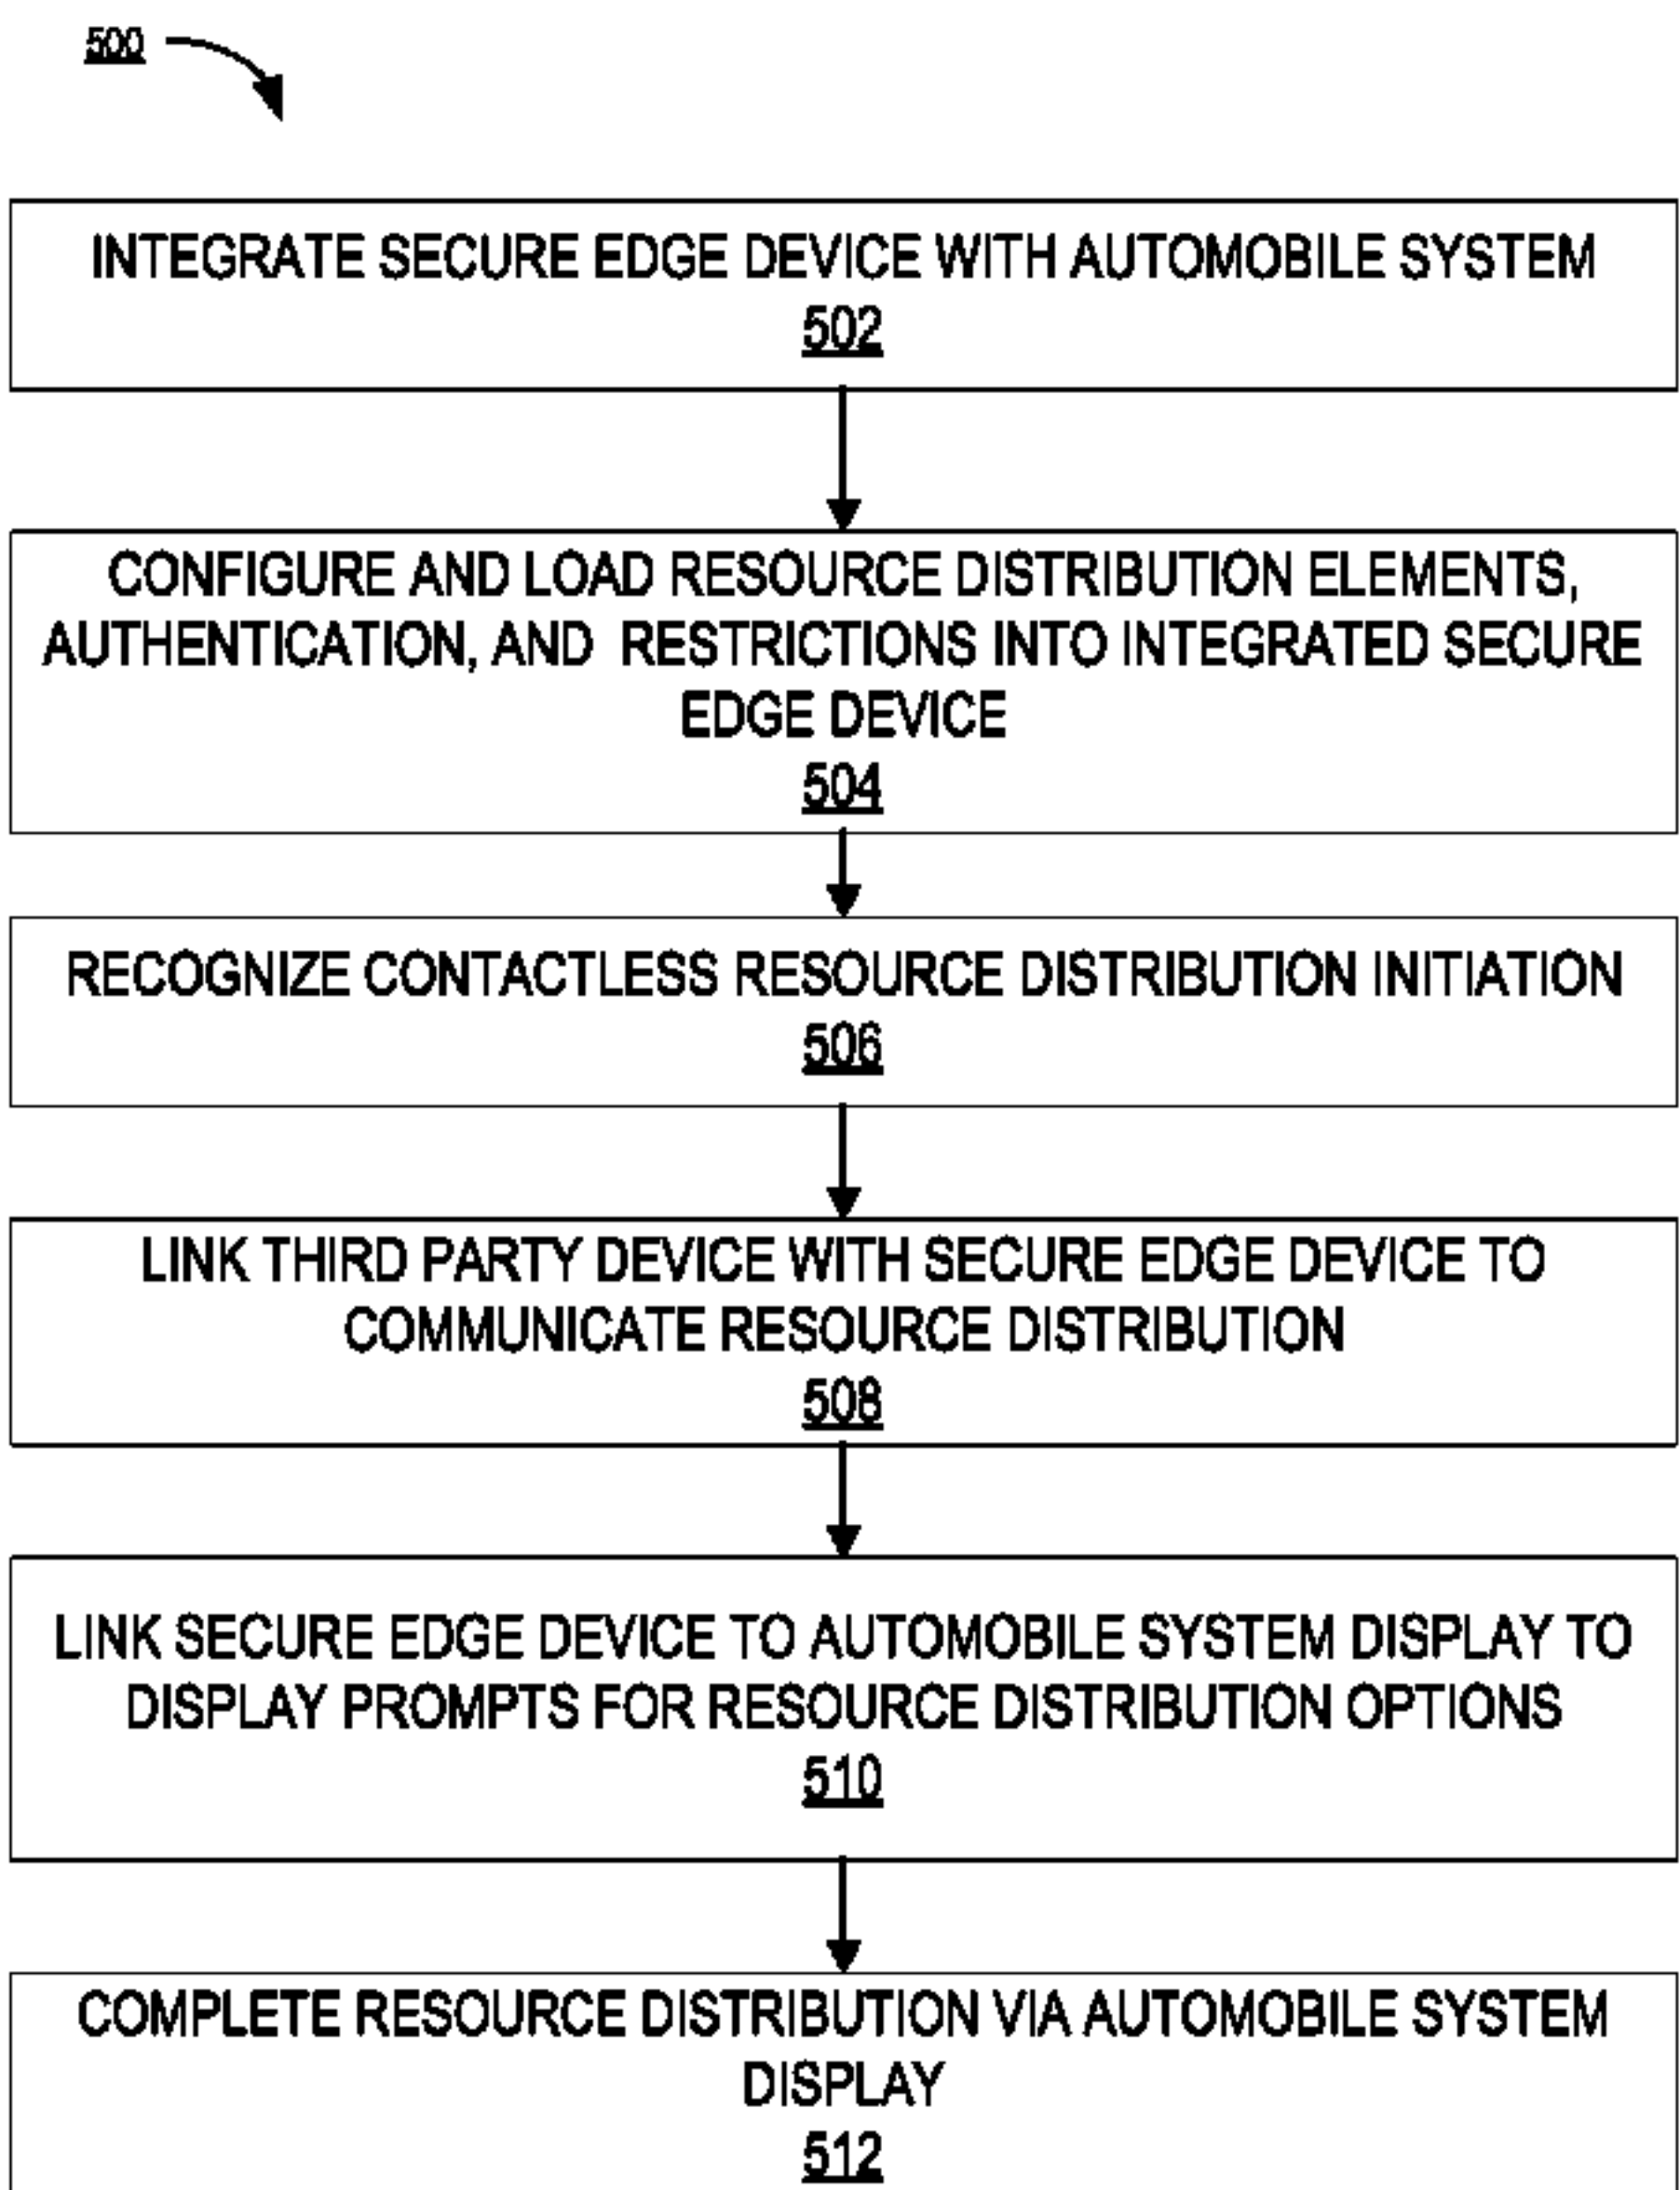 500
INTEGRATE SECURE EDGE DEVICE WITH AUTOMOBILE SYSTEM
502
CONFIGURE AND LOAD RESOURCE DISTRIBUTION ELEMENTS,
AUTHENTICATION, AND RESTRICTIONS INTO INTEGRATED SECURE
EDGE DEVICE
504
RECOGNIZE CONTACTLESS RESOURCE DISTRIBUTION INITIATION
506
LINK THIRD PARTY DEVICE WITH SECURE EDGE DEVICE TO
COMMUNICATE RESOURCE DISTRIBUTION
508
LINK SECURE EDGE DEVICE TO AUTOMOBILE SYSTEM DISPLAY TO
DISPLAY PROMPTS FOR RESOURCE DISTRIBUTION OPTIONS
510
COMPLETE RESOURCE DISTRIBUTION VIA AUTOMOBILE SYSTEM
DISPLAY
512